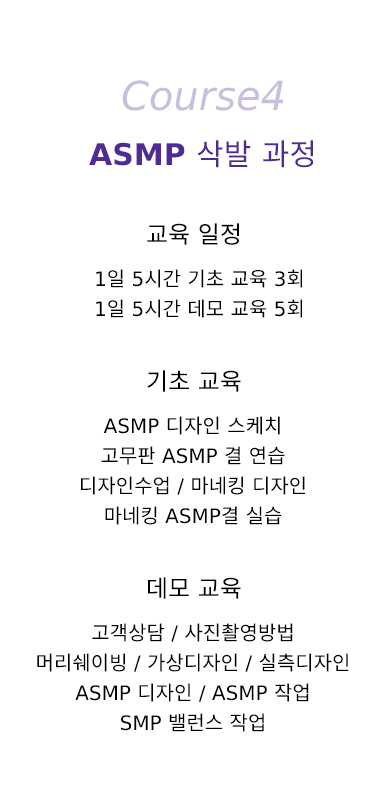 Course4
ASMP 삭발 과정
교육 일정
1일 5시간 기초 교육 3회
1일 5시간 데모 교육 5회
기초 교육
ASMP 디자인 스케치
고무판 ASMP 결 연습
디자인수업 / 마네킹 디자인
마네킹 ASMP결 실습
데모 교육
고객상담 / 사진촬영방법
머리쉐이빙 / 가상디자인 / 실측디자인
ASMP 디자인 / ASMP 작업
SMP 밸런스 작업